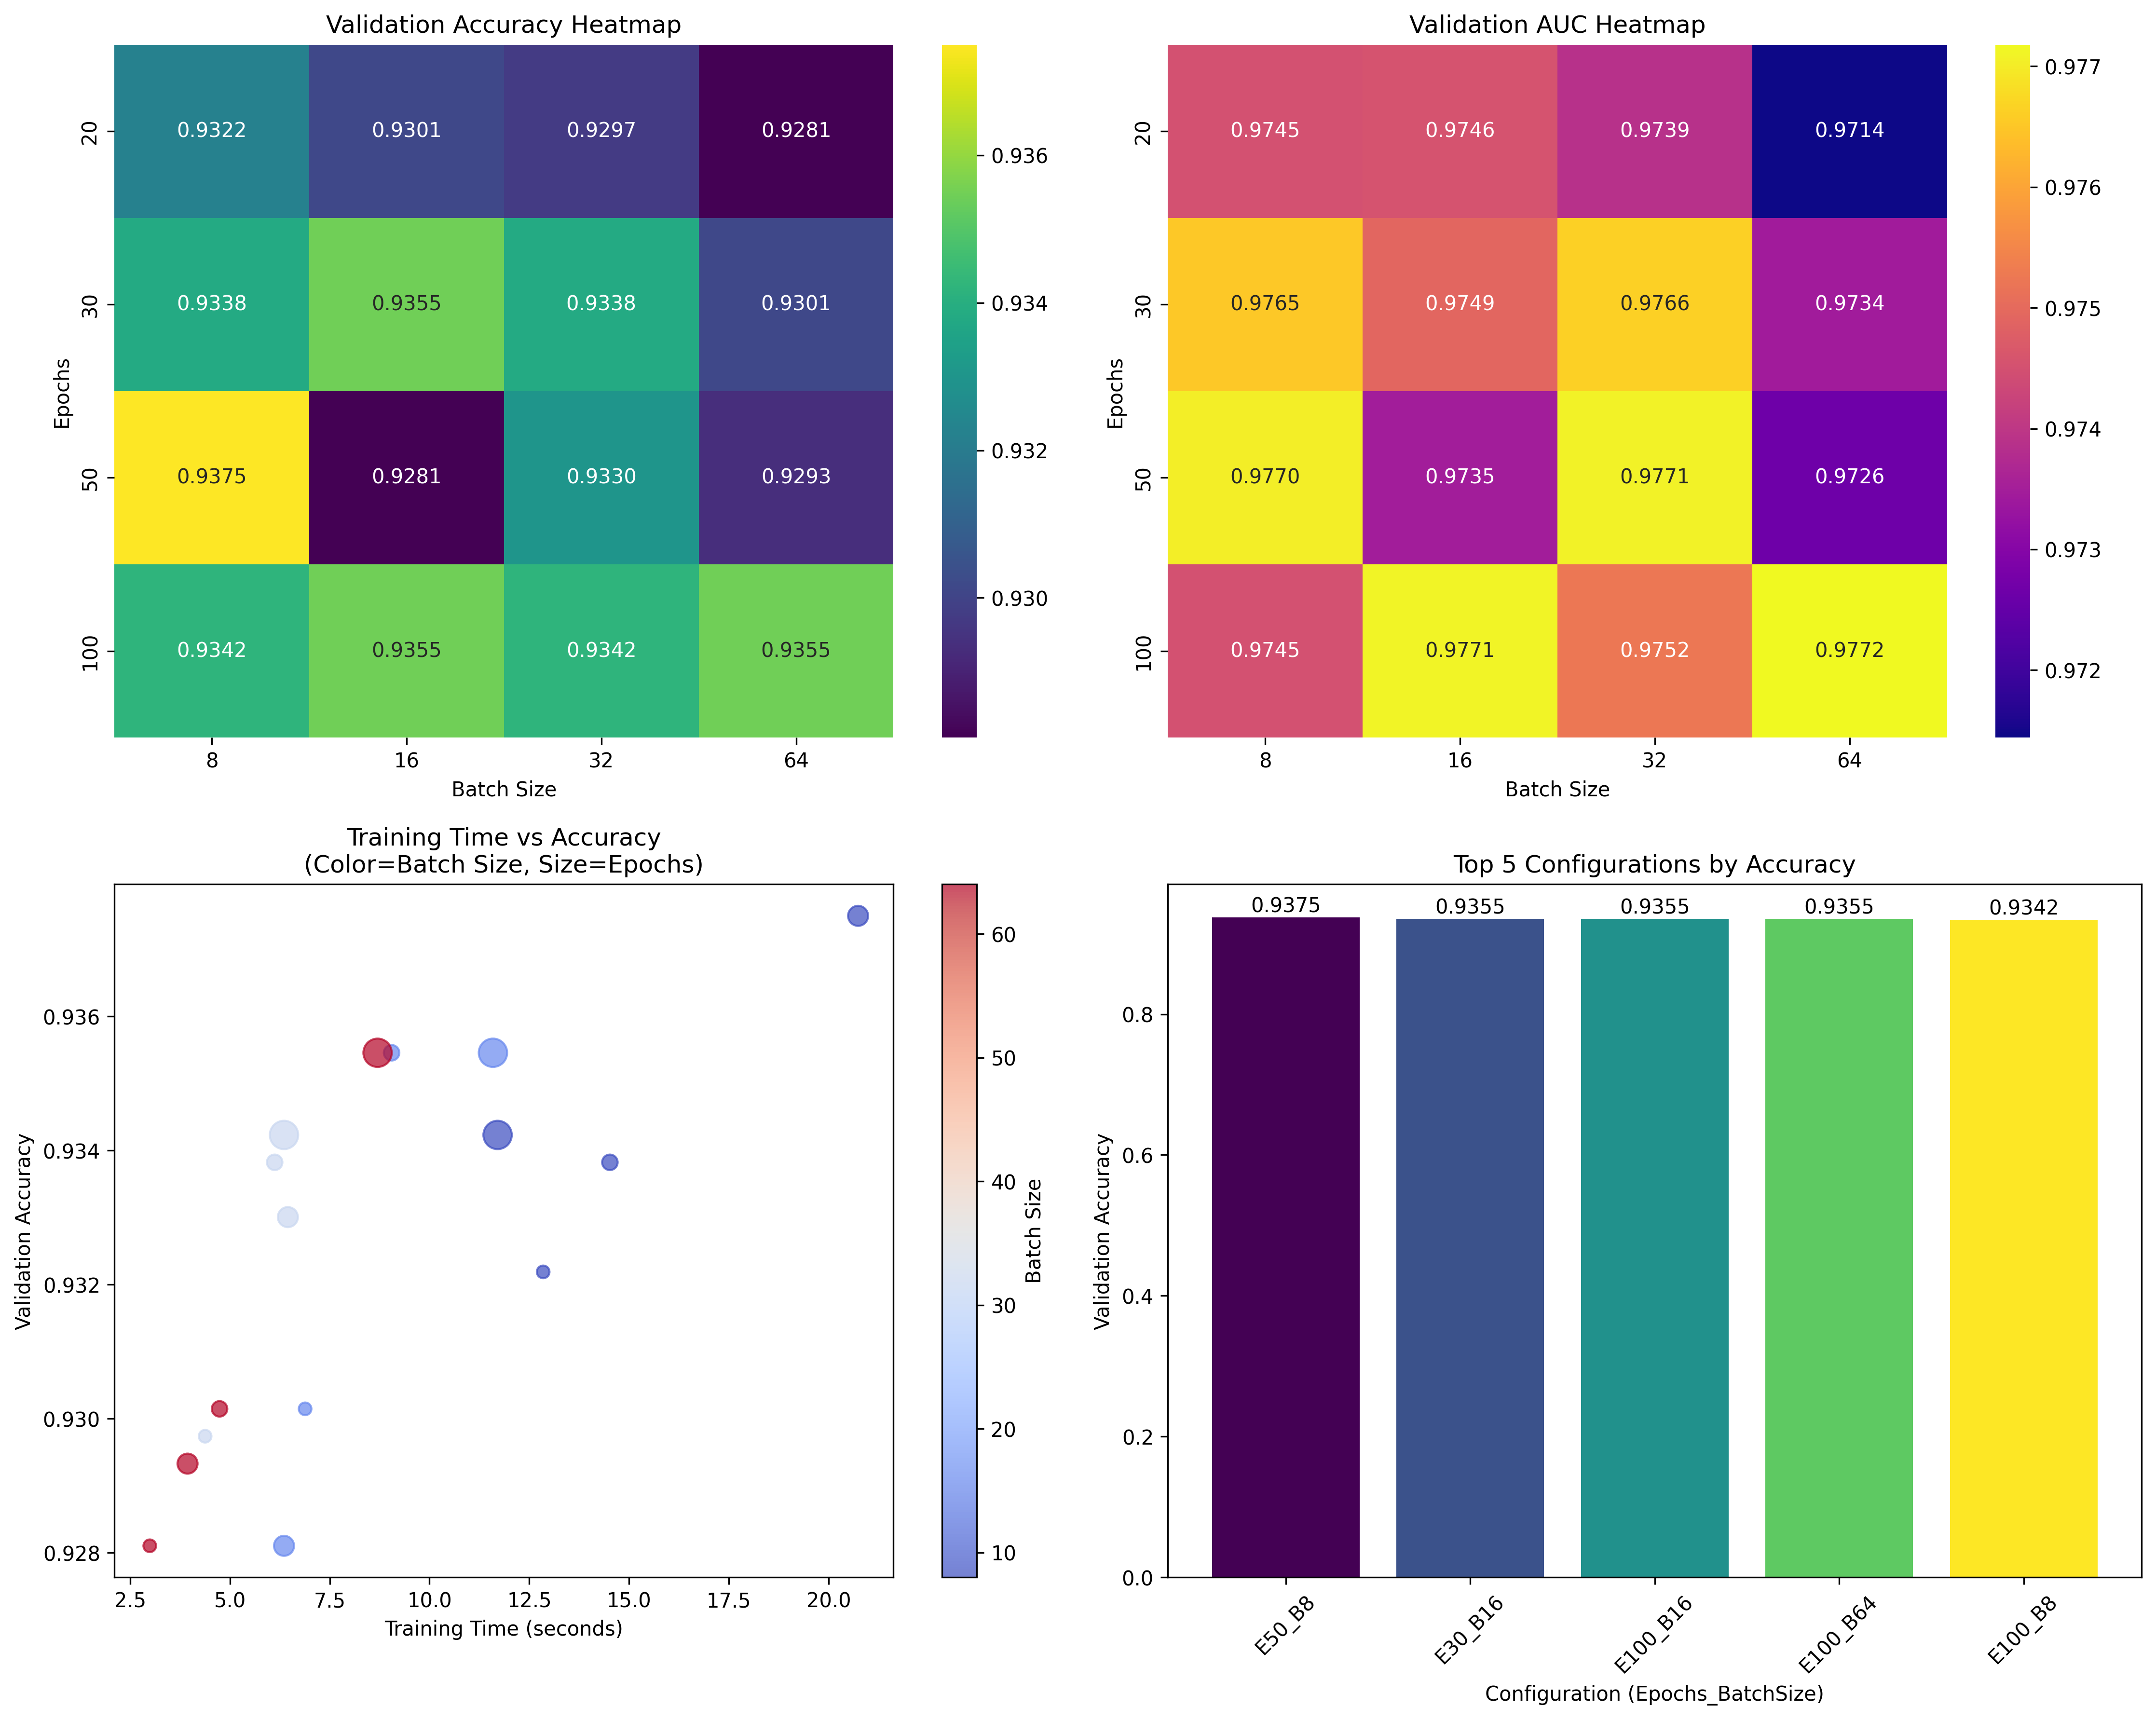 Validation Accuracy Heatmap
0.9322 0.9301 0.9297 0.9281
0.9338 0.9355 0.9338 0.9301
0.9375 0.9281 0.9330 0.9293
0.9342 0.9355 0.9342 0.9355
20
30
50
100
Epochs
8 16 32 64
Batch Size
0.936
0.934
0.932
0.930
Validation AUC Heatmap
0.9745 0.9746 0.9739 0.9714
0.9765 0.9749 0.9766 0.9734
0.9770 0.9735 0.9771 0.9726
0.9745 0.9771 0.9752 0.9772
20
30
50
100
Epochs
8 16 32 64
Batch Size
0.977
0.976
0.975
0.974
0.973
0.972
Training Time vs Accuracy
(Color=Batch Size, Size=Epochs)
Validation Accuracy
0.936
0.934
0.932
0.930
0.928
2.5 5.0 7.5 10.0 12.5 15.0 17.5 20.0
Training Time (seconds)
60
50
40
30
20
10
Batch Size
Top 5 Configurations by Accuracy
0.9375 0.9355 0.9355 0.9355 0.9342
Validation Accuracy
0.8
0.6
0.4
0.2
0.0
E50_B8 E30_B16 E100_B16 E100_B64 E100_B8
Configuration (Epochs_BatchSize)